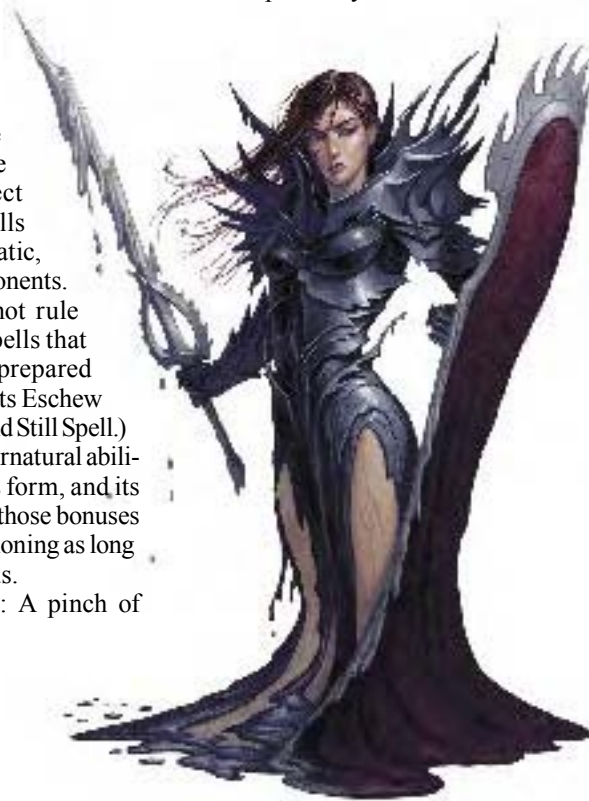 ect
lls
atic,
onents.
not rule
pells that
prepared
ts Eschew
d Still Spell.)
rnatural abili-
form, and its
those bonuses
oning as long
s.
: A pinch of